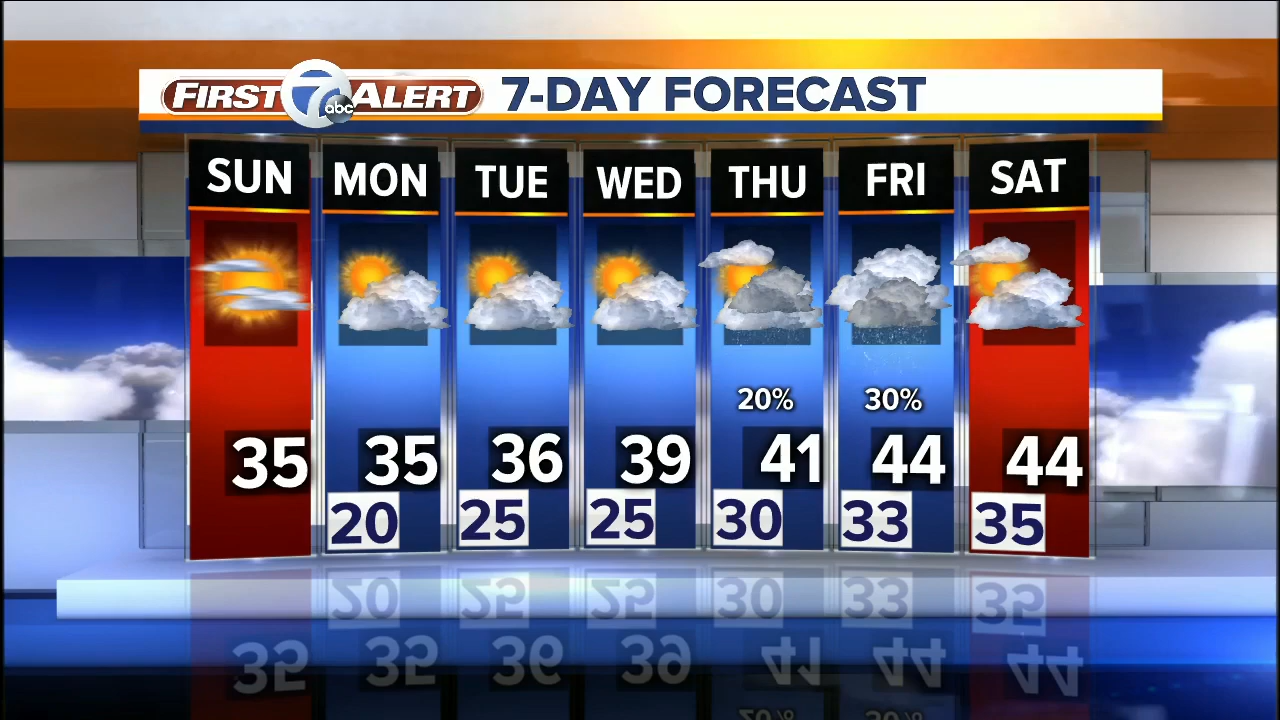 FIRST 7 abc ALERT 7-DAY FORECAST
SUN MON TUE WED THU FRI SAT
20% 30%
35 35 36 39 41 44 44
20 25 25 30 33 35